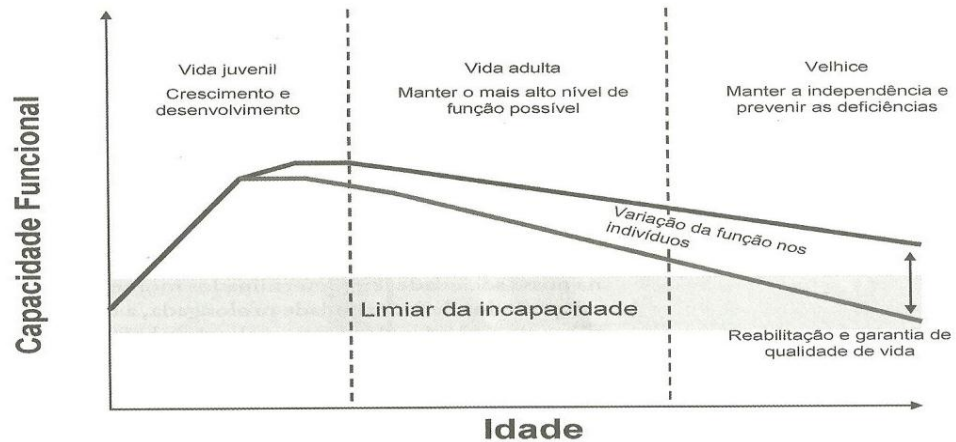 Capacidade Funcional
Vida juvenil
Crescimento e
desenvolvimento
Vida adulta
Manter o mais alto nível de
função possível
Velhice
Manter a independência e
prevenir as deficiências
Variação da função nos
indivíduos
Limiar da incapacidade
Reabilitação e garantia de
qualidade de vida
Idade